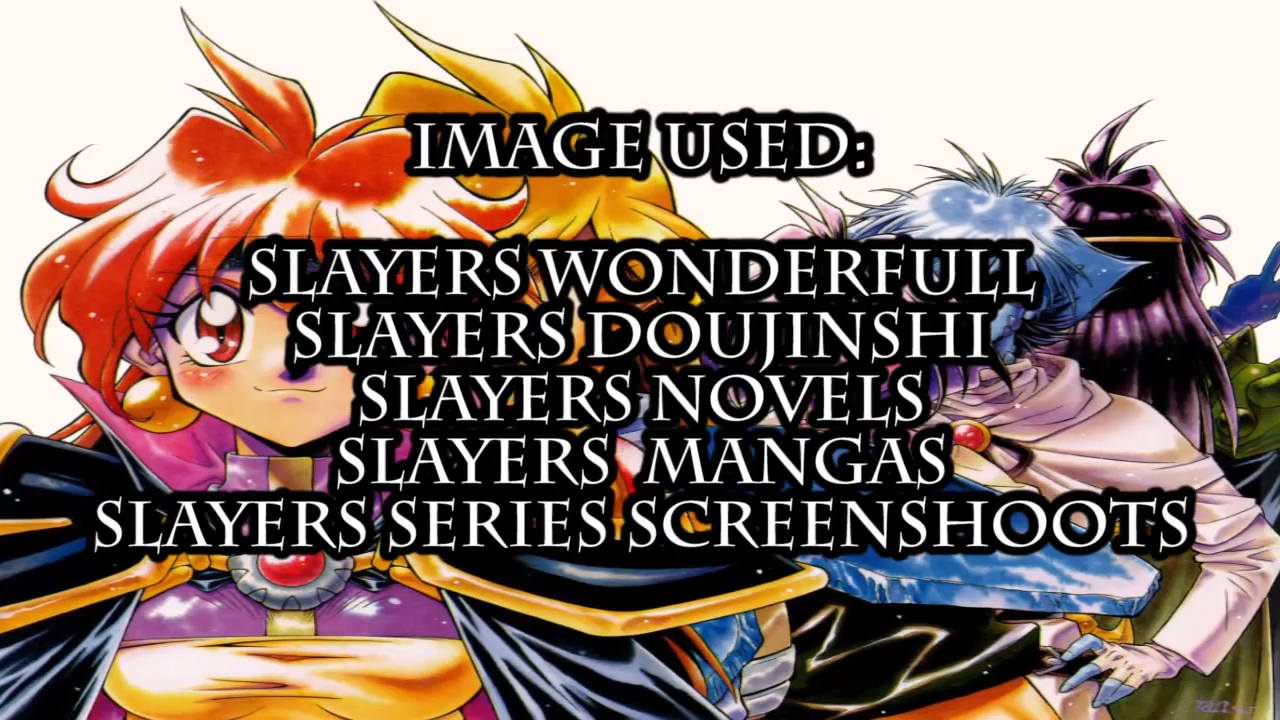 IMAGE USED:
SLAYERS WONDERFULL
SLAYERS DOUJINSHI
SLAYERS NOVELS
SLAYERS MANGAS
SLAYERS SERIES SCREENSHOOTS